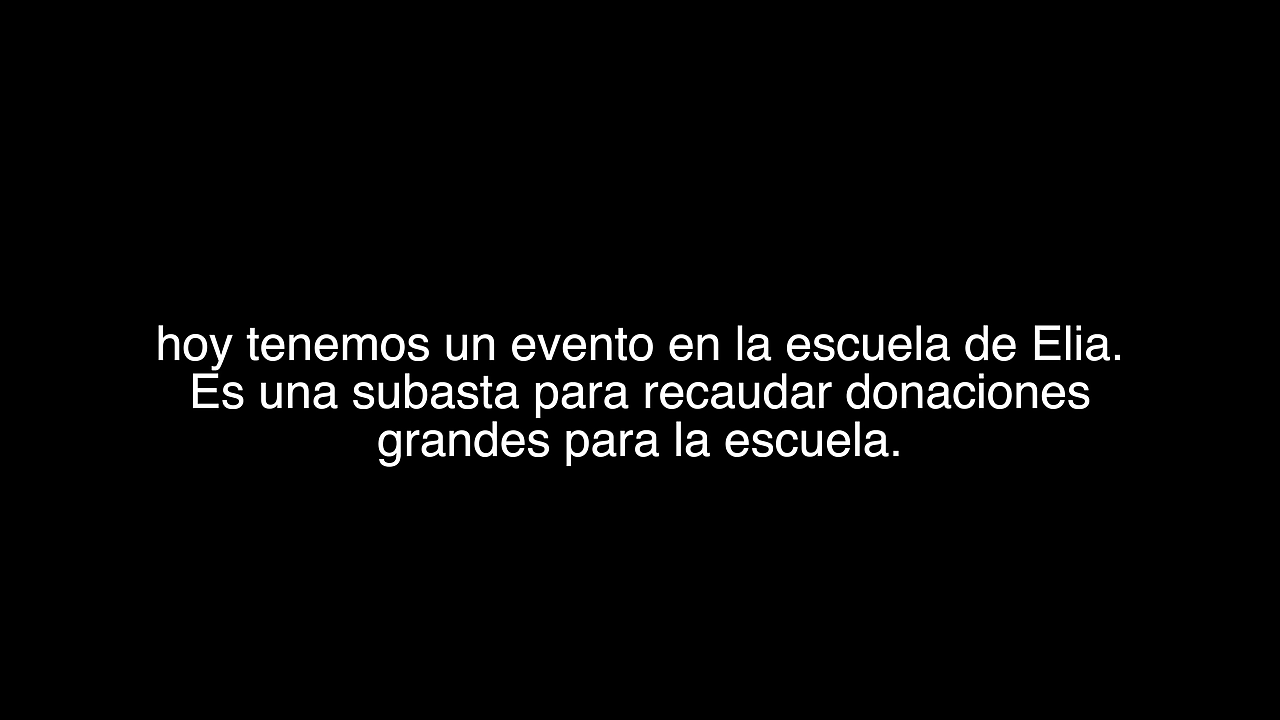 hoy tenemos un evento en la escuela de Elia.
Es una subasta para recaudar donaciones
grandes para la escuela.